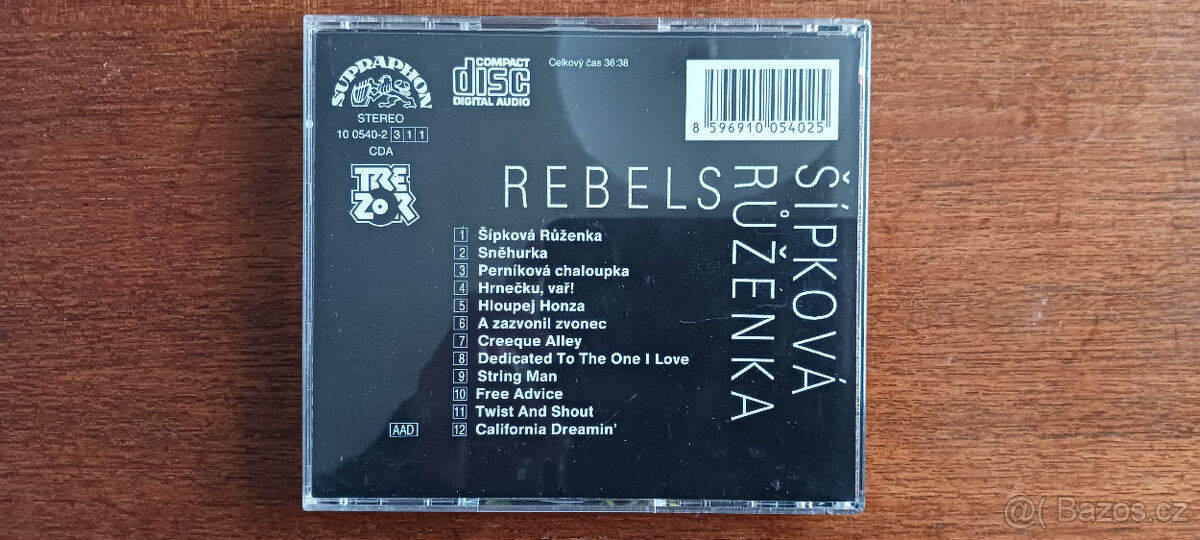 SUPRAPHON
STEREO
10 0540-2 3 1 1
CDA
TREZOR
COMPACT
disc
DIGITAL AUDIO
Celkový čas 36:38
8 596910 054025
REBELS
ŠÍPKOVÁ
RŮŽENKA
1 Šípková Růženka
2 Sněhurka
3 Perníková chaloupka
4 Hrnečku, vař!
5 Hloupej Honza
6 A zazvonil zvonec
7 Creeque Alley
8 Dedicated To The One I Love
9 String Man
10 Free Advice
11 Twist And Shout
AAD 12 California Dreamin'
@( Bazos.cz